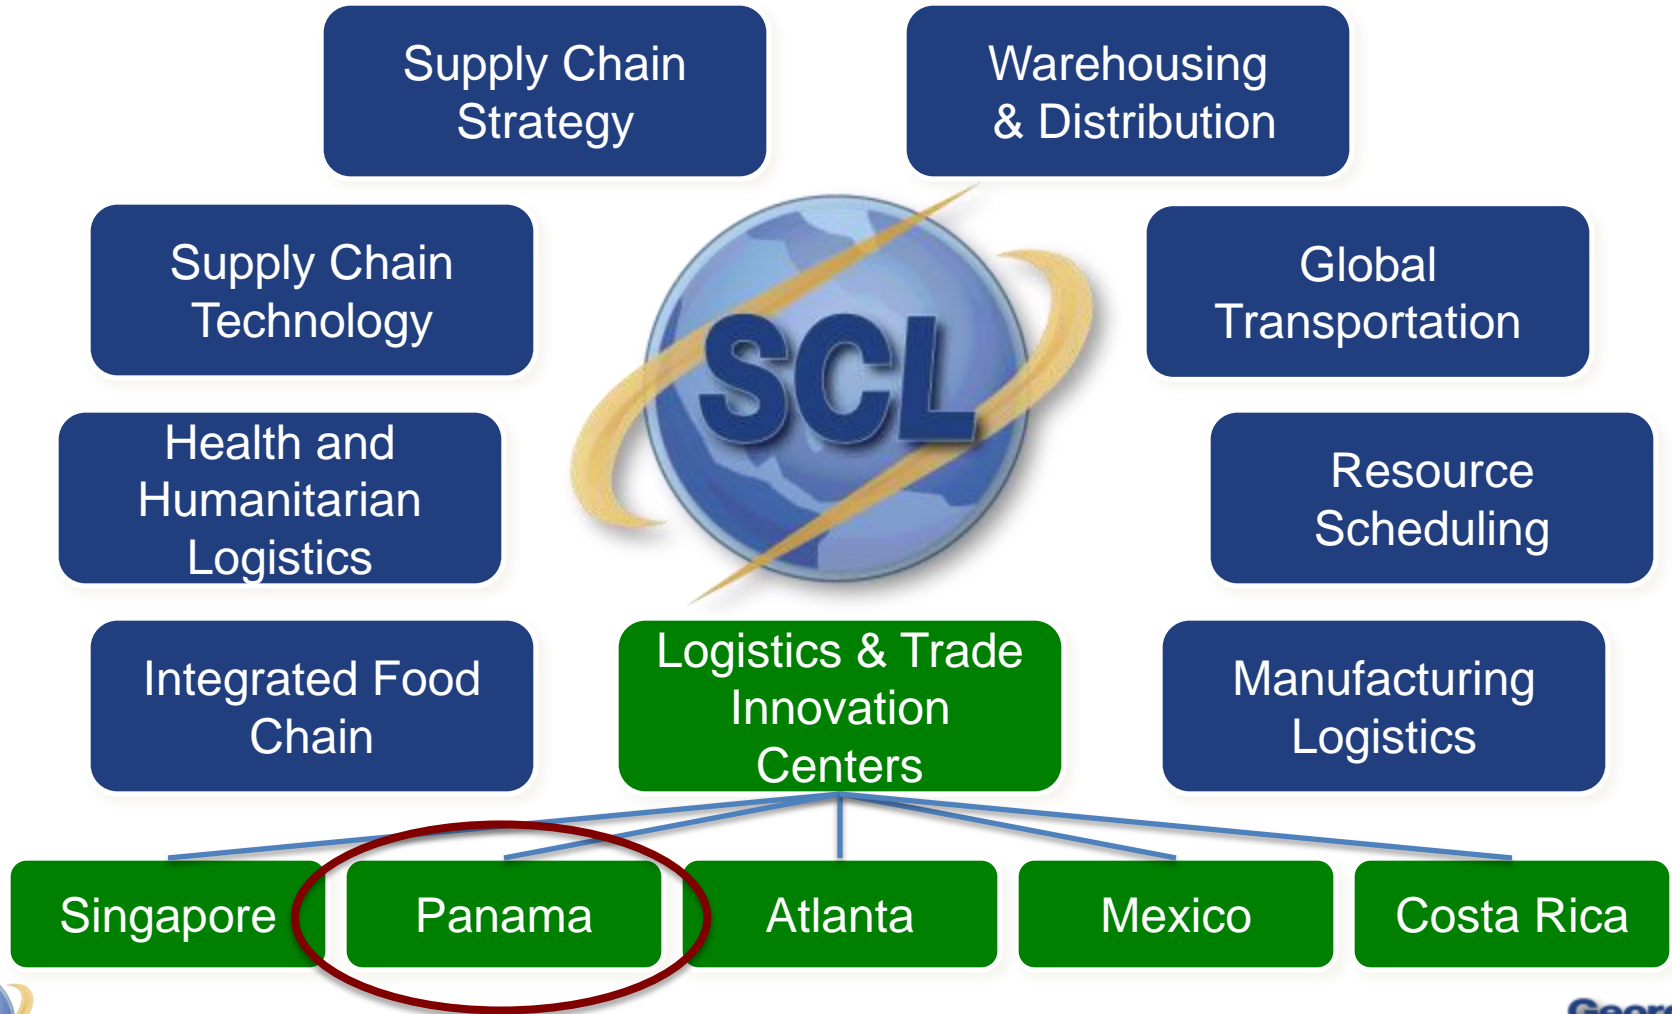 Supply Chain
Strategy
Warehousing
& Distribution
Supply Chain
Technology
Global
Transportation
SCL
Health and
Humanitarian
Logistics
Resource
Scheduling
Integrated Food
Chain
Logistics & Trade
Innovation
Centers
Manufacturing
Logistics
Singapore
Panama
Atlanta
Mexico
Costa Rica